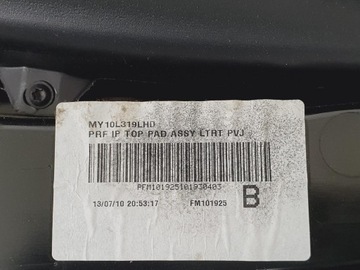 MY10L319LHD
PRF IP TOP PAD ASSY LTRT PVJ
PFM101925101930403
13/07/10 20:53:17 FM101925 B